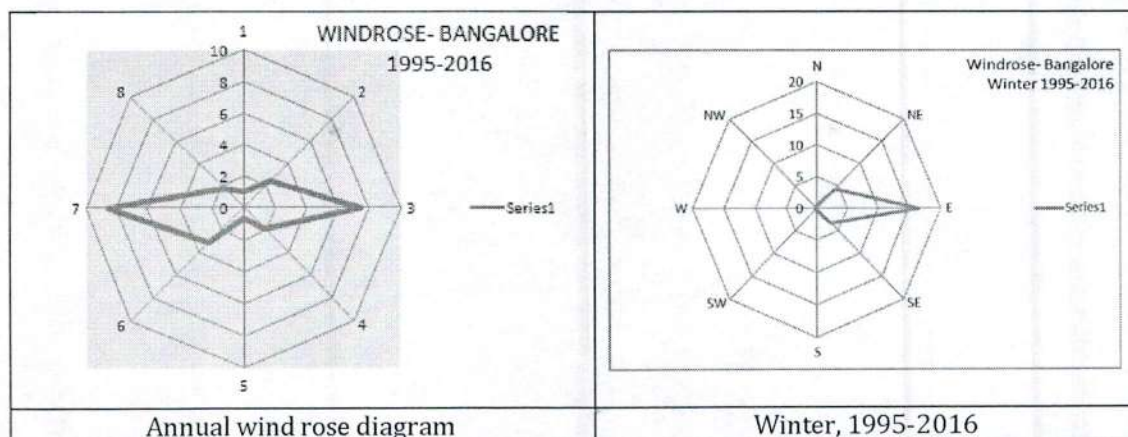 WINDROSE- BANGALORE
1995-2016
1
2
3
4
5
6
7
8
10
8
6
4
2
0
Series1
Annual wind rose diagram
Windrose- Bangalore
Winter 1995-2016
N
NE
E
SE
S
SW
W
NW
20
15
10
5
0
Series1
Winter, 1995-2016